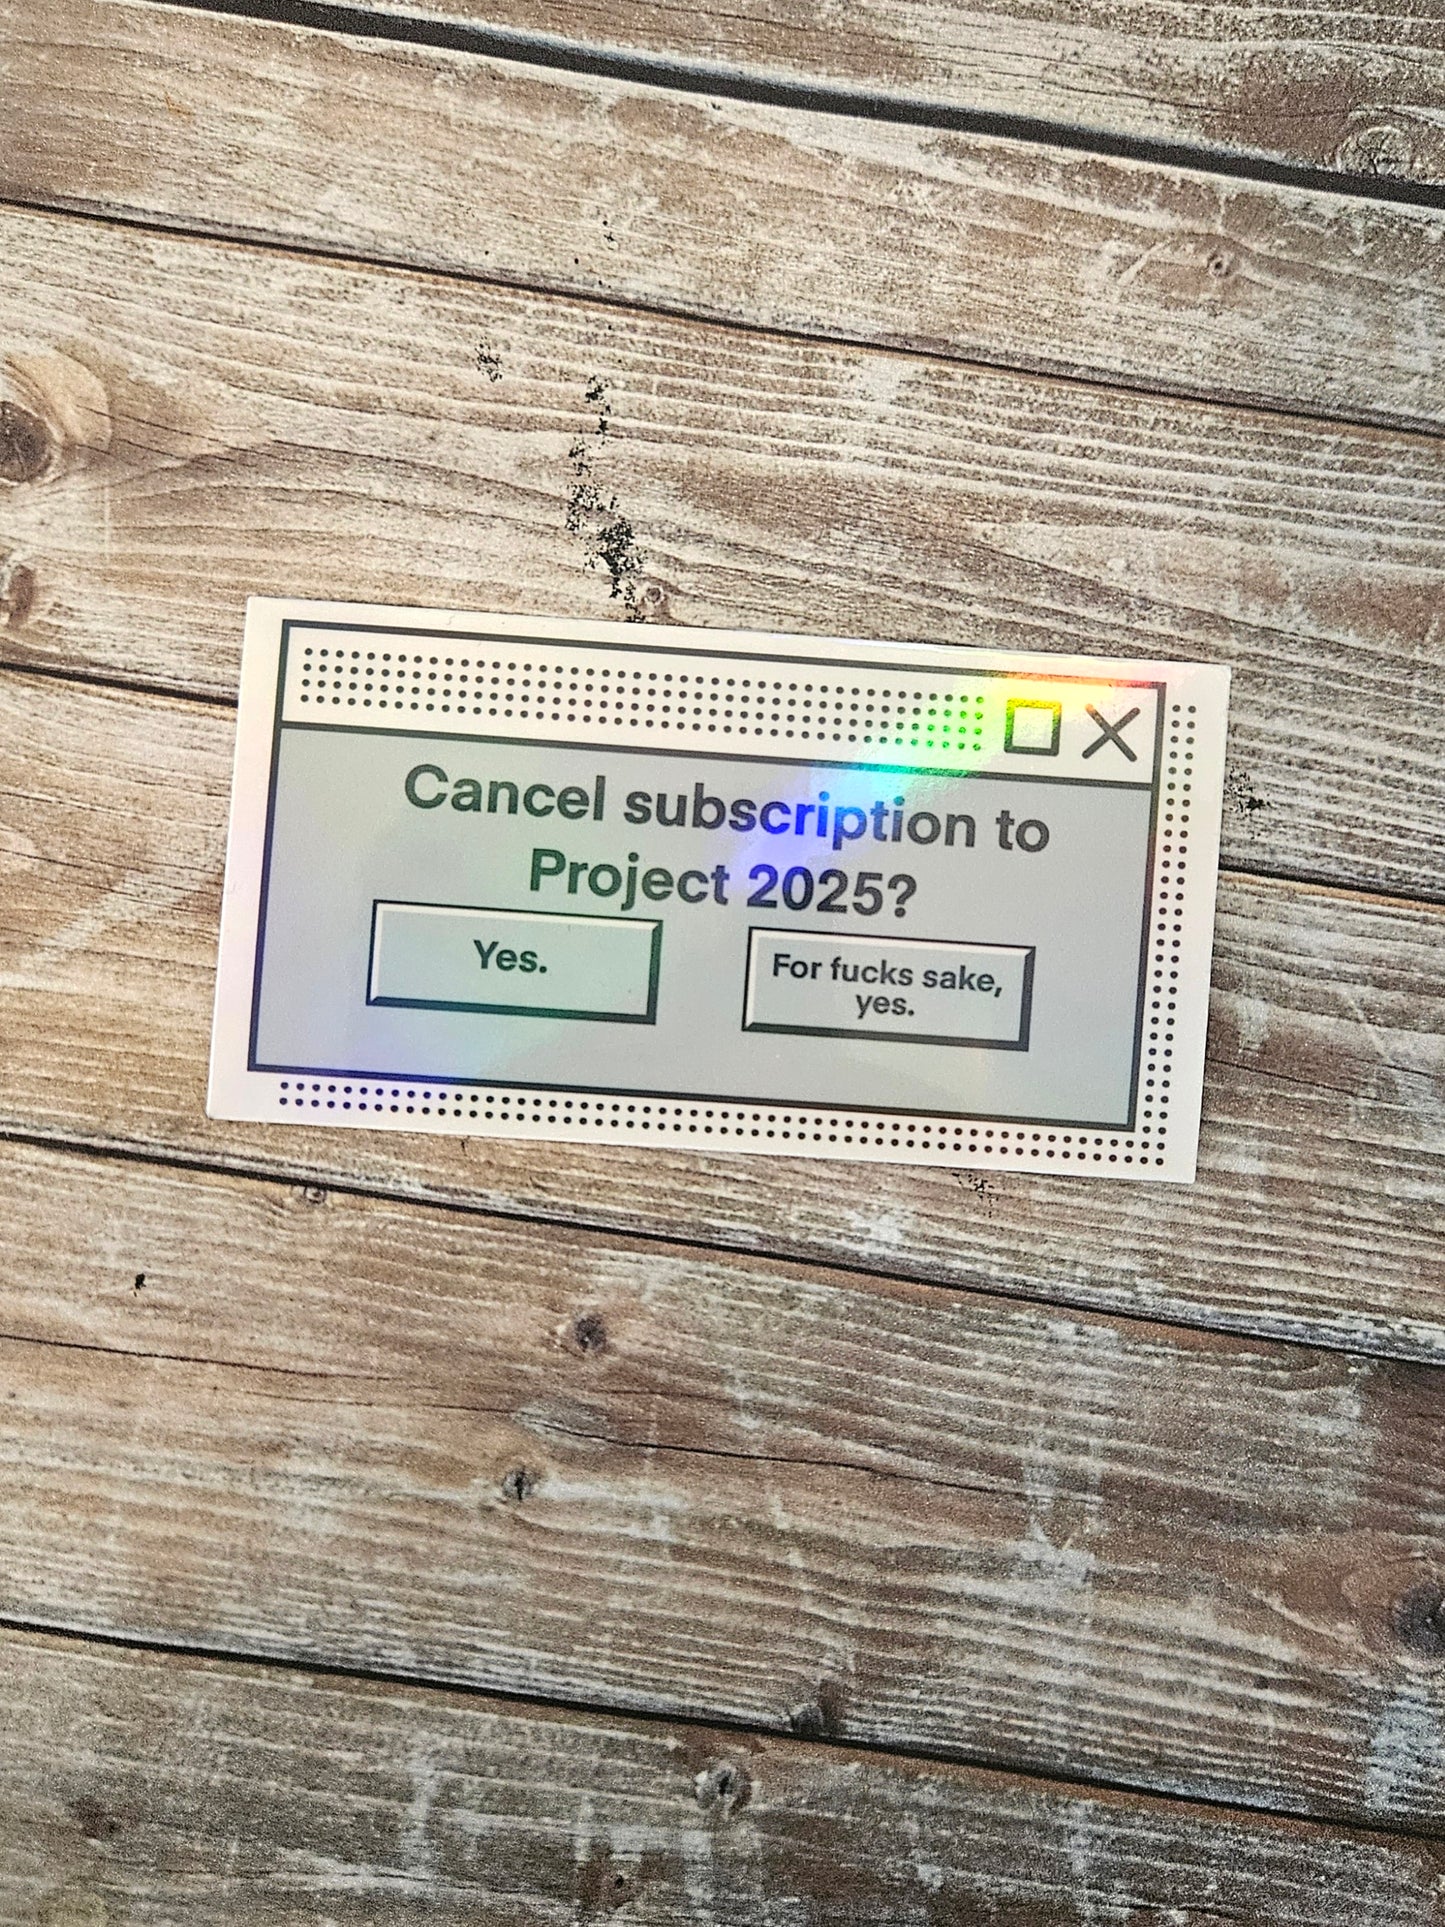 Cancel subscription to
Project 2025?
Yes.
For fucks sake,
yes.